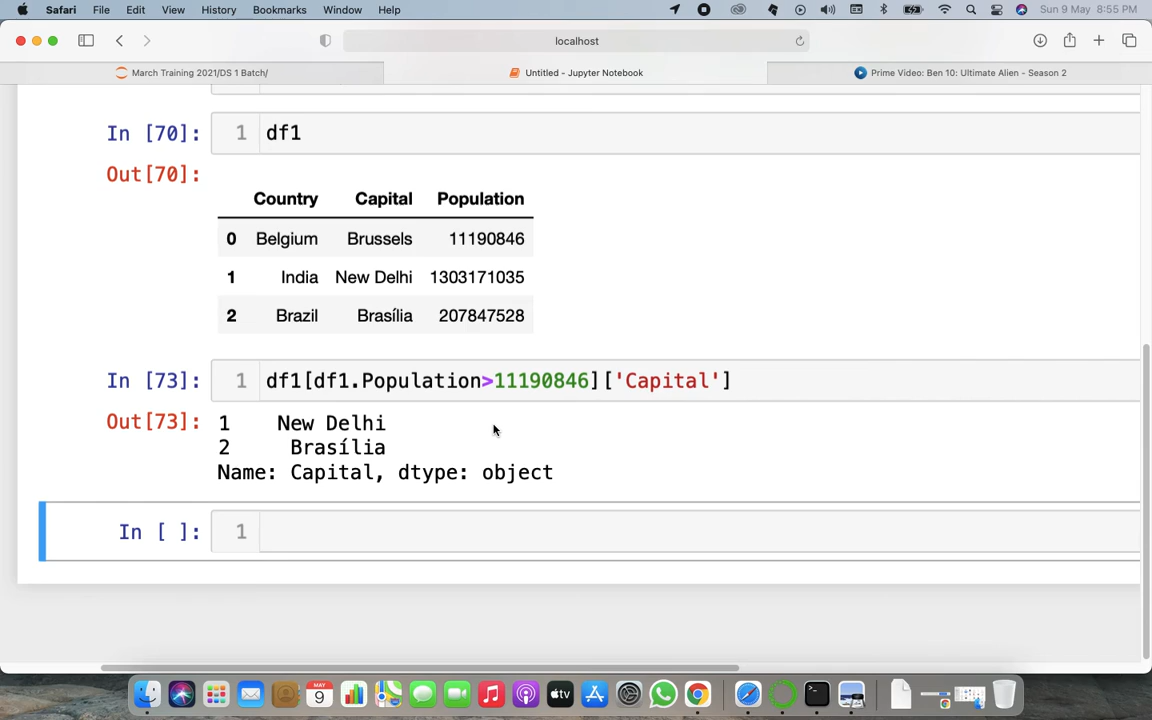 Safari File Edit View History Bookmarks Window Help Sun 9 May 8:55 PM
localhost
March Training 2021/DS 1 Batch/ Untitled - Jupyter Notebook Prime Video: Ben 10: Ultimate Alien - Season 2
In [70]: 1 df1
Out[70]:
Country Capital Population
0 Belgium Brussels 11190846
1 India New Delhi 1303171035
2 Brazil Brasília 207847528
In [73]: 1 df1[df1.Population>11190846]['Capital']
Out[73]: 1 New Delhi
2 Brasília
Name: Capital, dtype: object
In [ ]: 1
MAY
9
tv